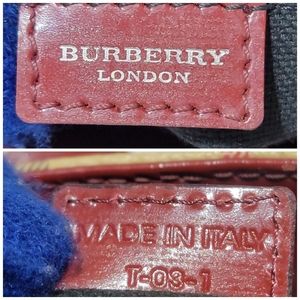 BURBERRY
LONDON
MADE IN ITALY
T-03-1